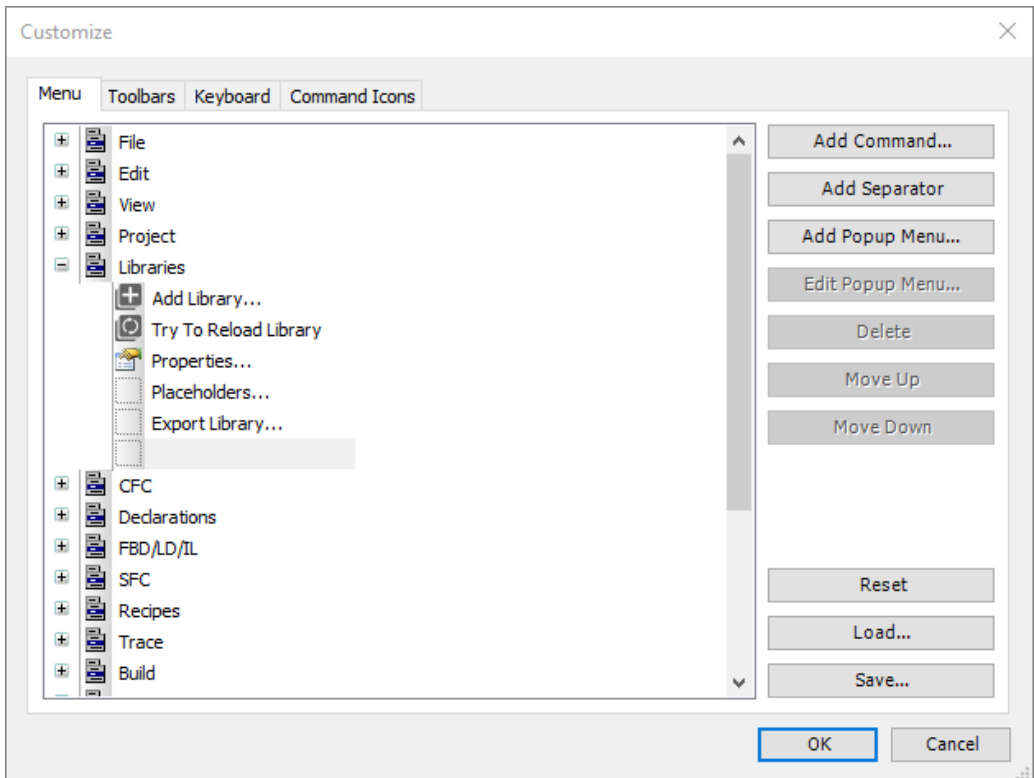 Customize
Menu Toolbars Keyboard Command Icons
File
Edit
View
Project
Libraries
Add Library...
Try To Reload Library
Properties...
Placeholders...
Export Library...
CFC
Declarations
FBD/LD/IL
SFC
Recipes
Trace
Build
Add Command...
Add Separator
Add Popup Menu...
Edit Popup Menu...
Delete
Move Up
Move Down
Reset
Load...
Save...
OK Cancel